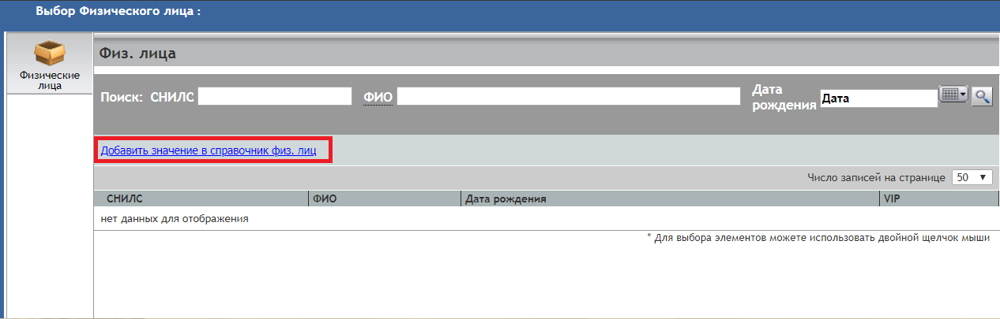 Выбор Физического лица :
Физические
лица
Физ. лица
Поиск: СНИЛС ФИО Дата
рождения Дата
Добавить значение в справочник физ. лиц
Число записей на странице 50
СНИЛС ФИО Дата рождения VIP
нет данных для отображения
* Для выбора элементов можете использовать двойной щелчок мыши